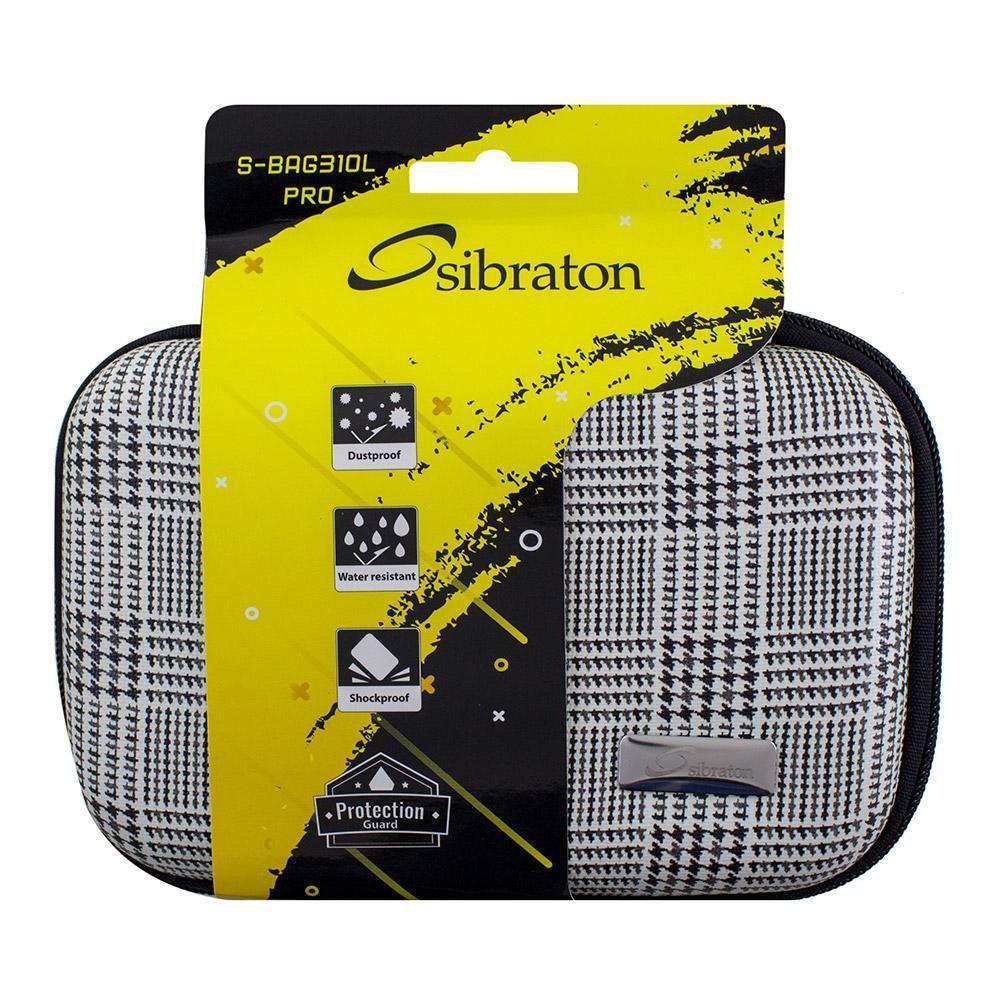 S-BAG310L
PRO
sibraton
Dustproof
Water resistant
Shockproof
Protection
Guard
sibraton